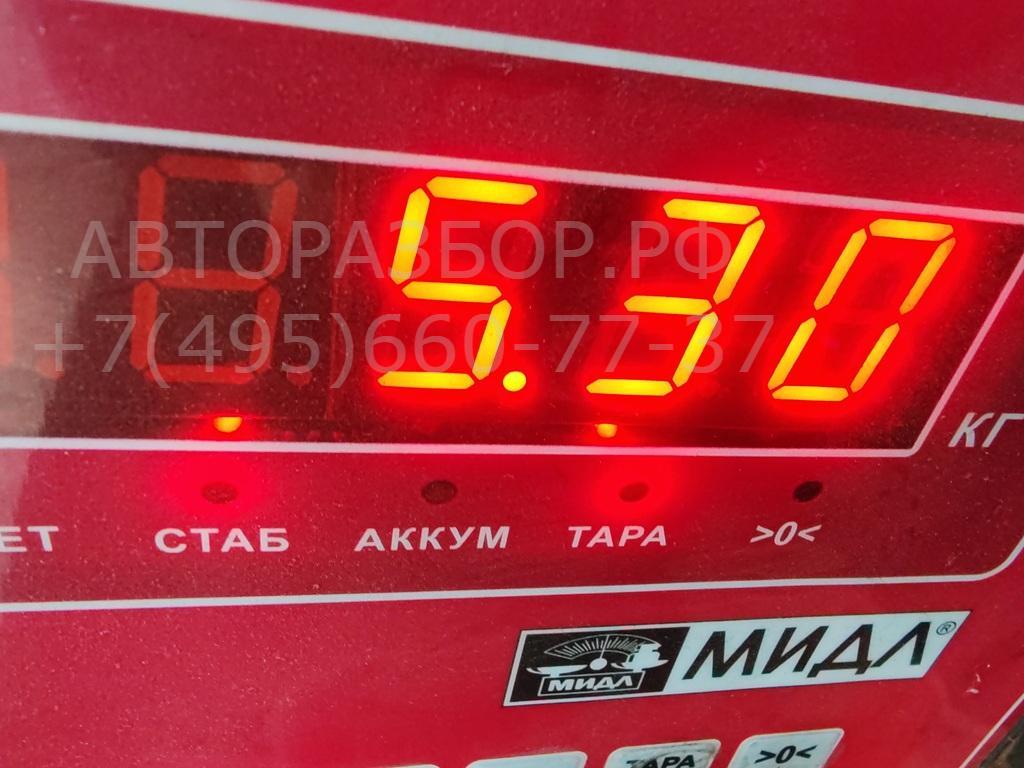 5.30
АВТОРАЗБОР.РФ
+7(495)660-77-37
КГ
ЕТ СТАБ АККУМ ТАРА >0<
МИДЛ МИДЛ®
ТАРА >0<